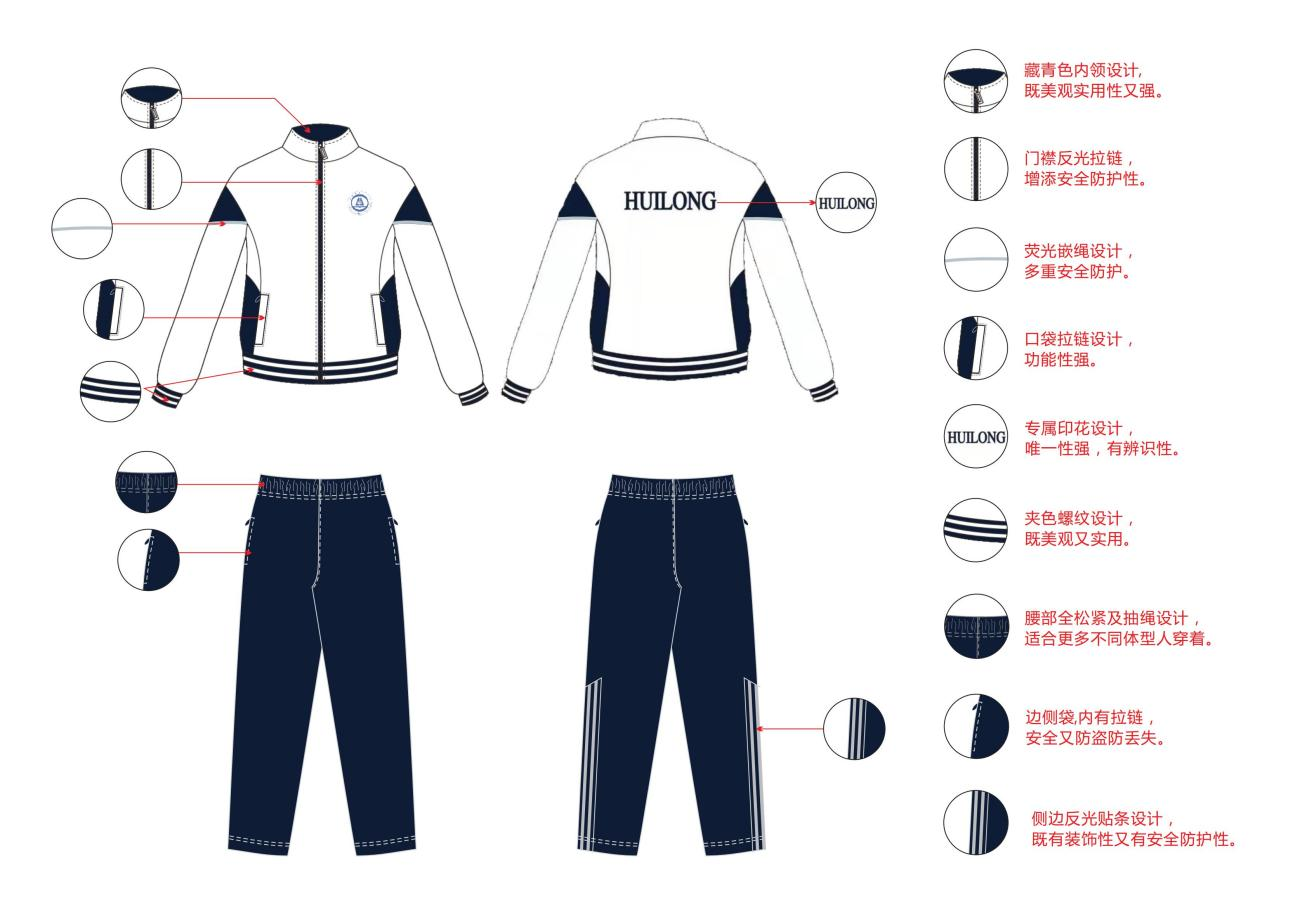 HUILONG
HUILONG
藏青色内领设计,
既美观实用性又强。
门襟反光拉链，
增添安全防护性。
荧光嵌绳设计，
多重安全防护。
口袋拉链设计，
功能性强。
HUILONG
专属印花设计，
唯一性强，有辨识性。
夹色螺纹设计，
既美观又实用。
腰部全松紧及抽绳设计，
适合更多不同体型人穿着。
边侧袋,内有拉链，
安全又防盗防丢失。
侧边反光贴条设计，
既有装饰性又有安全防护性。